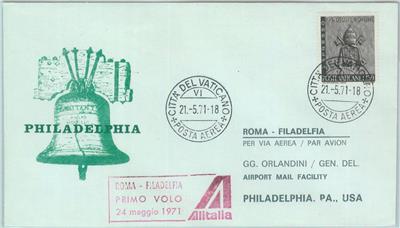 PHILADELPHIA
CITTÀ DEL VATICANO
VI
21.-5.71-18
POSTA AEREA
CITTÀ DEL VATICANO
21.-5.71-18
POSTA AEREA
POSTE VATICANE
ROMA - FILADELFIA
PER VIA AEREA / PAR AVION
GG. ORLANDINI / GEN. DEL.
AIRPORT MAIL FACILITY
PHILADELPHIA. PA., USA
ROMA - FILADELFIA
PRIMO VOLO
24 maggio 1971
Alitalia